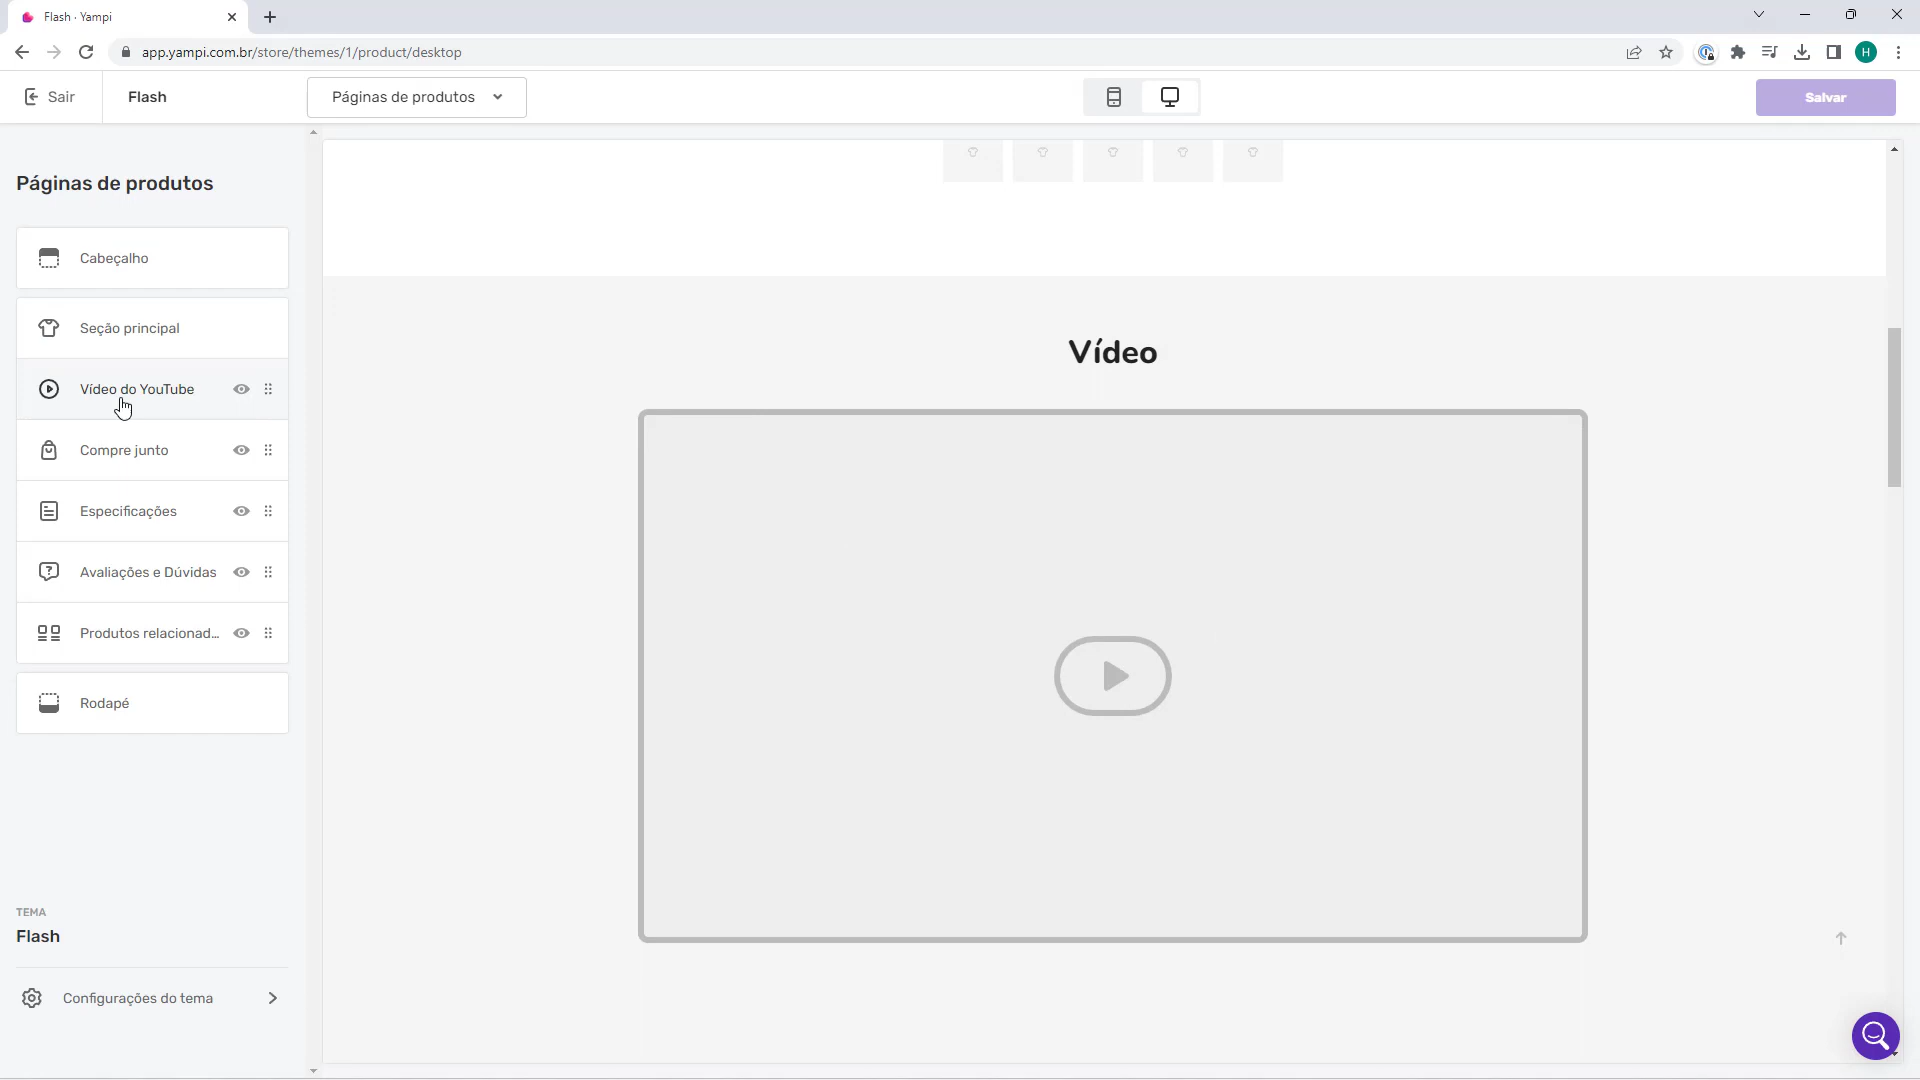 Flash · Yampi
app.yampi.com.br/store/themes/1/product/desktop
H
Sair
Flash
Páginas de produtos
Salvar
Páginas de produtos
Cabeçalho
Seção principal
Vídeo do YouTube
Compre junto
Especificações
Avaliações e Dúvidas
Produtos relacionad...
Rodapé
TEMA
Flash
Configurações do tema
Vídeo